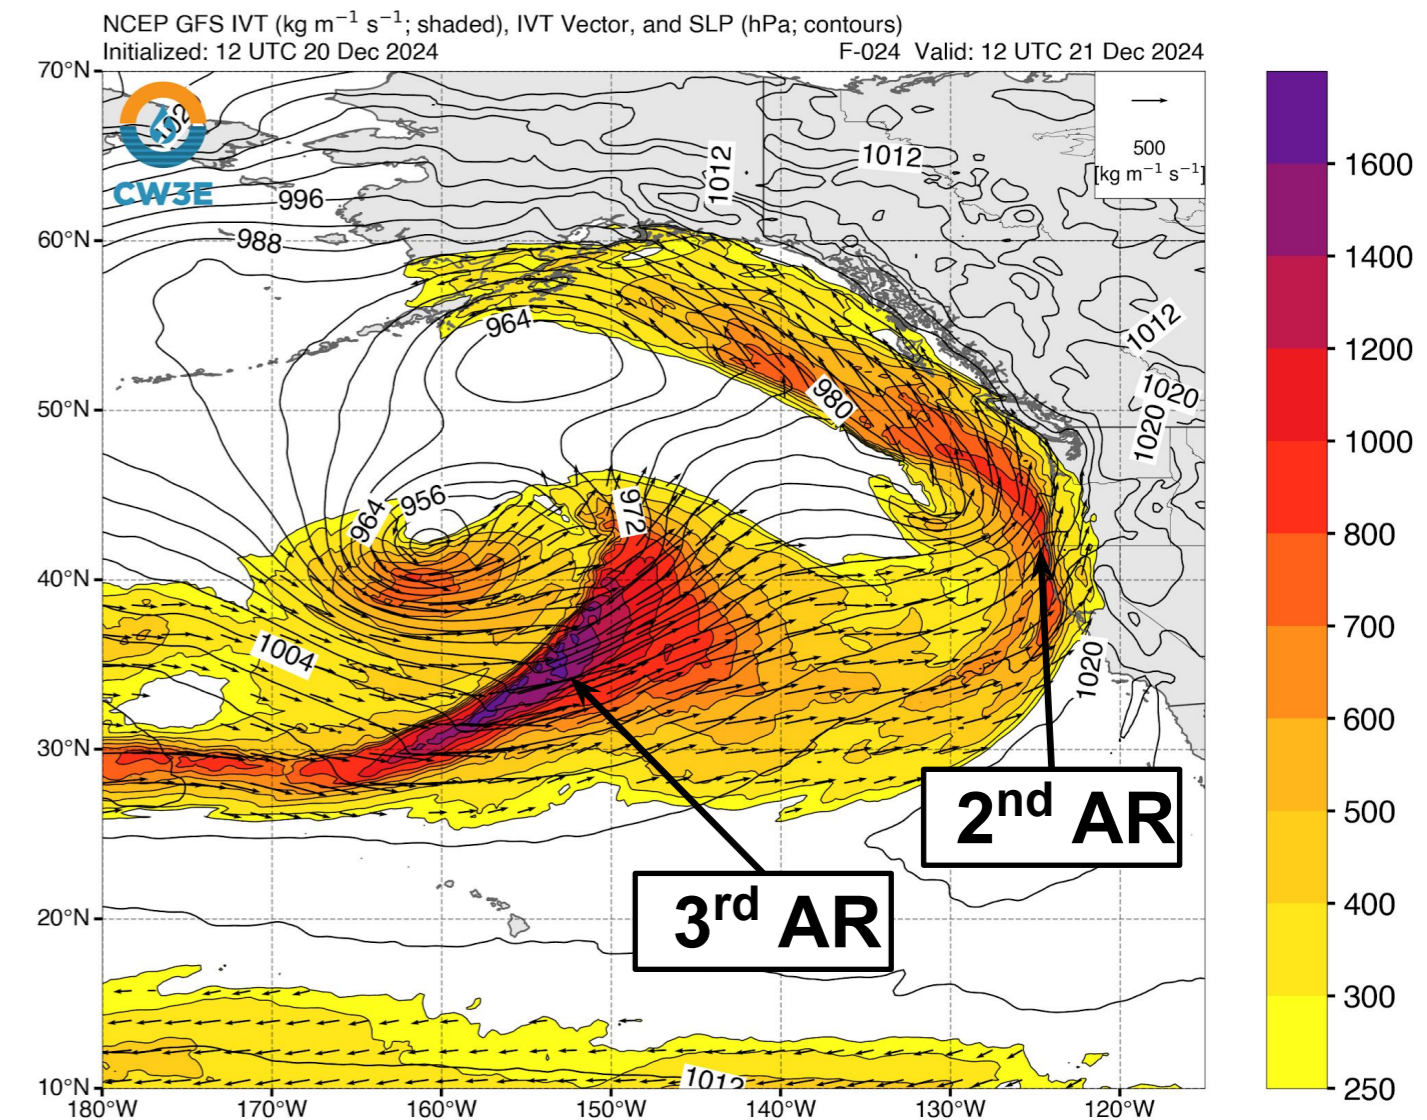 NCEP GFS IVT (kg m⁻¹ s⁻¹; shaded), IVT Vector, and SLP (hPa; contours)
Initialized: 12 UTC 20 Dec 2024
F-024 Valid: 12 UTC 21 Dec 2024
70°N
60°N
50°N
40°N
30°N
20°N
10°N
180°W
170°W
160°W
150°W
140°W
130°W
120°W
CW3E
102
996
988
1012
1012
500
[kg m⁻¹ s⁻¹]
964
1012
1020
1020
980
956
964
972
1004
1020
2nd AR
3rd AR
1012
1600
1400
1200
1000
800
700
600
500
400
300
250